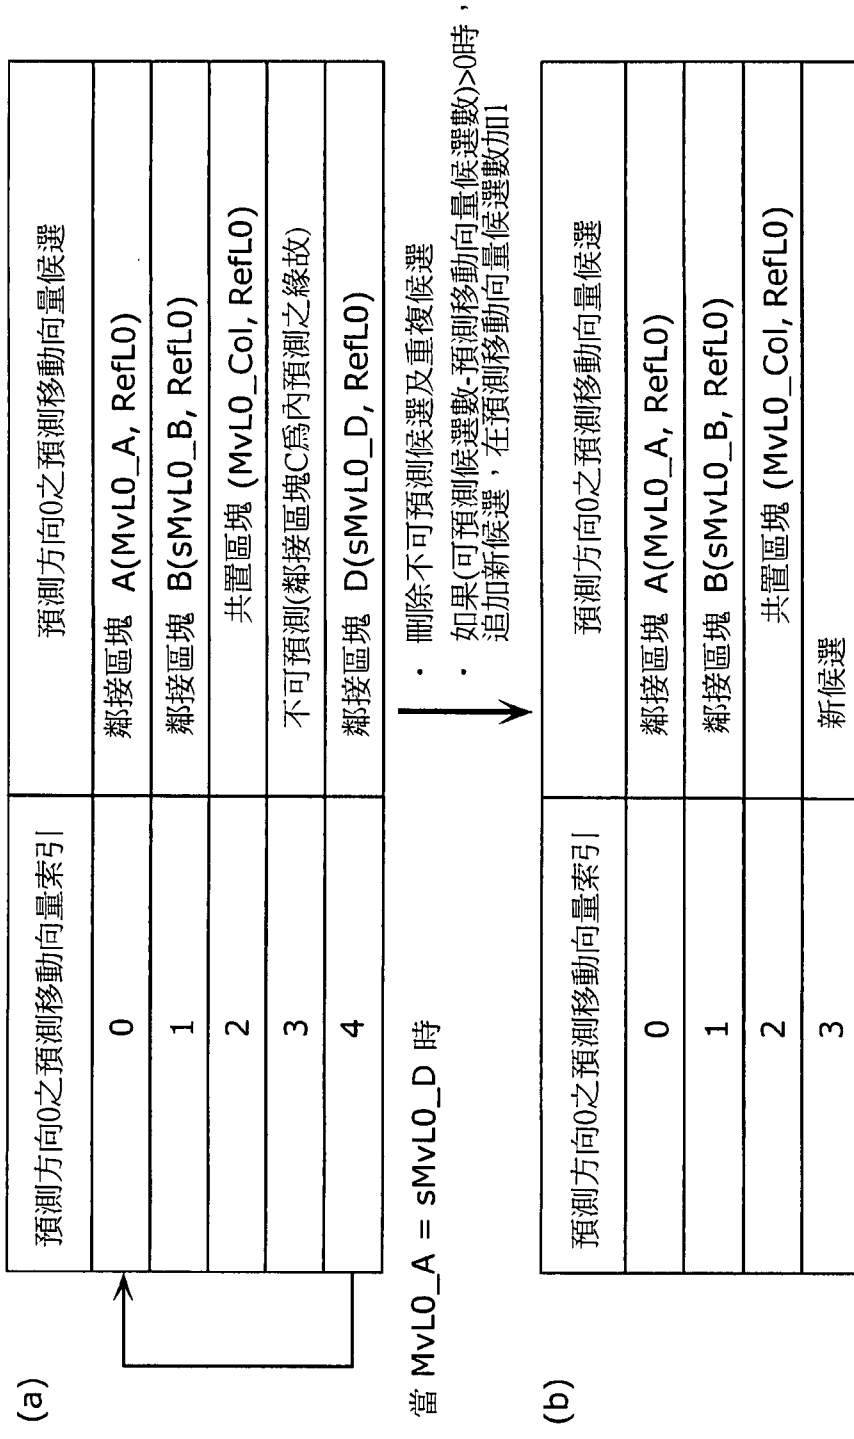 (a)
預測方向0之預測移動向量索引 預測方向0之預測移動向量候選
0 鄰接區塊 A(MvL0_A, RefL0)
1 鄰接區塊 B(sMvL0_B, RefL0)
2 共置區塊 (MvL0_Col, RefL0)
3 不可預測(鄰接區塊C爲內預測之緣故)
4 鄰接區塊 D(sMvL0_D, RefL0)
當 MvL0_A = sMvL0_D 時
・ 刪除不可預測候選及重複候選
・ 如果(可預測候選數-預測移動向量候選數)>0時，
追加新候選，在預測移動向量候選數加1
(b)
預測方向0之預測移動向量索引 預測方向0之預測移動向量候選
0 鄰接區塊 A(MvL0_A, RefL0)
1 鄰接區塊 B(sMvL0_B, RefL0)
2 共置區塊 (MvL0_Col, RefL0)
3 新候選